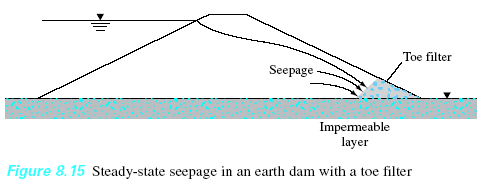 Toe filter
Seepage
Impermeable
layer
Figure 8.15 Steady-state seepage in an earth dam with a toe filter